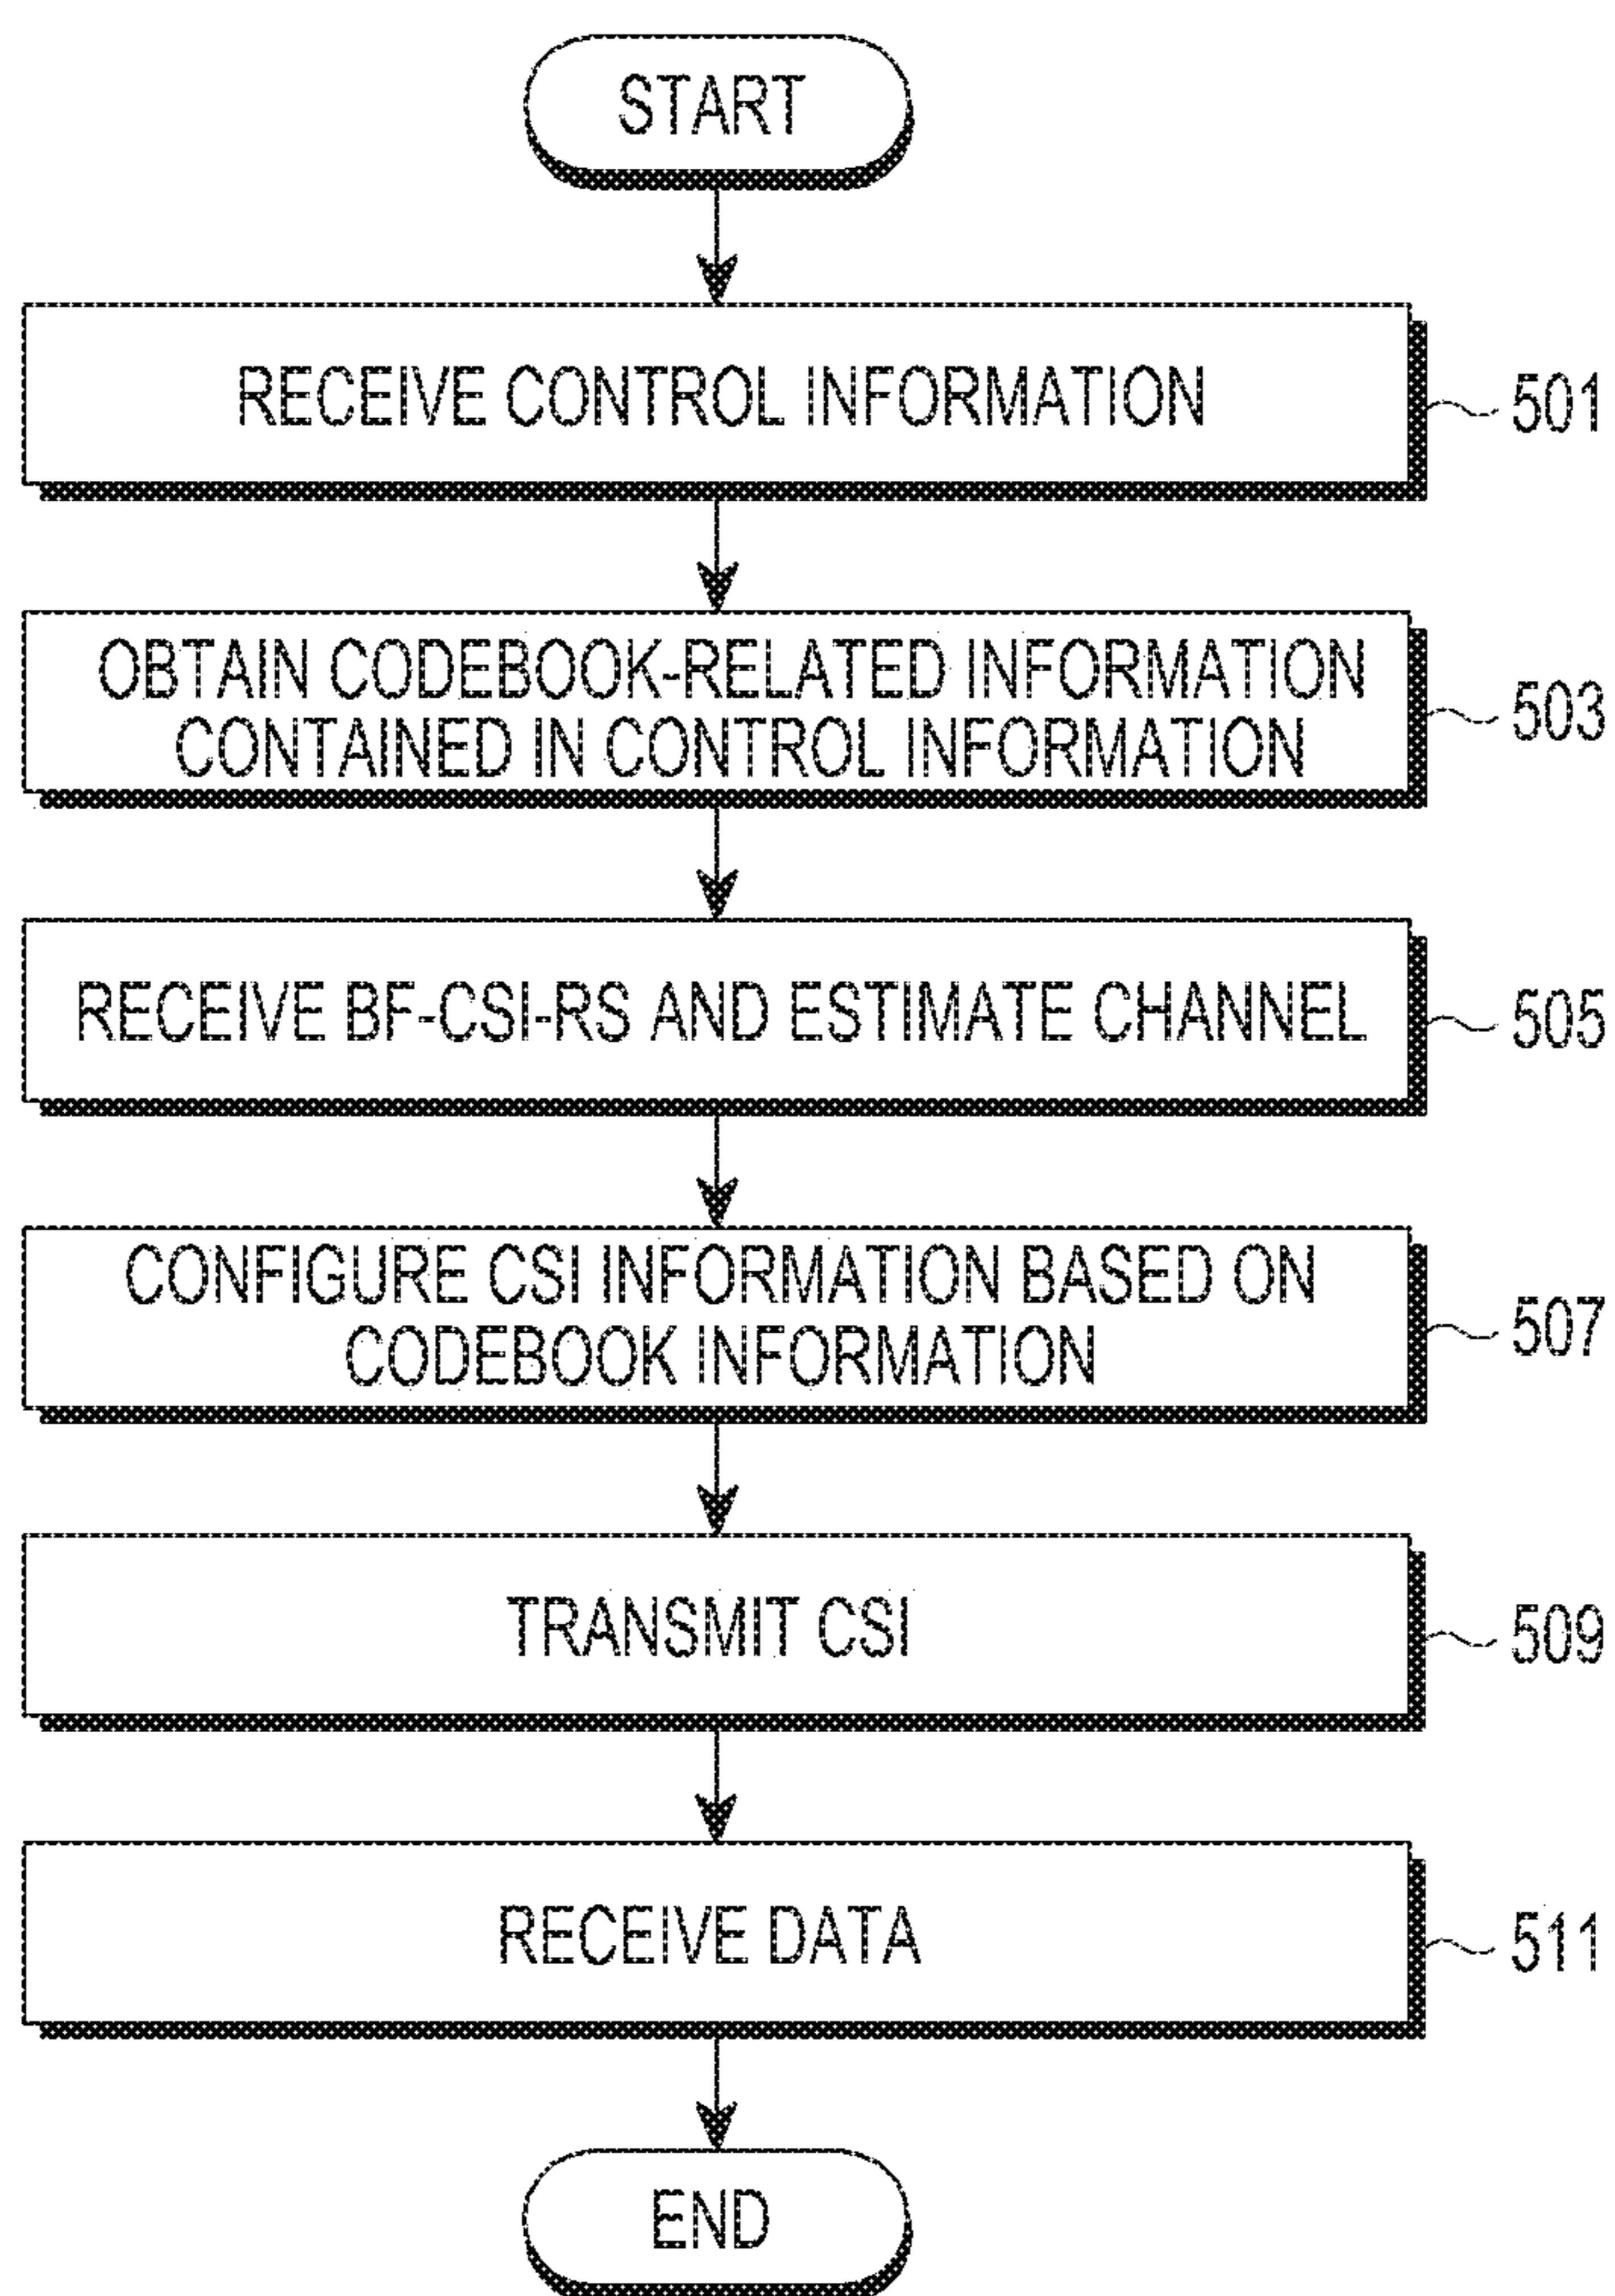 START
RECEIVE CONTROL INFORMATION
501
OBTAIN CODEBOOK-RELATED INFORMATION
CONTAINED IN CONTROL INFORMATION
503
RECEIVE BF-CSI-RS AND ESTIMATE CHANNEL
505
CONFIGURE CSI INFORMATION BASED ON
CODEBOOK INFORMATION
507
TRANSMIT CSI
509
RECEIVE DATA
511
END